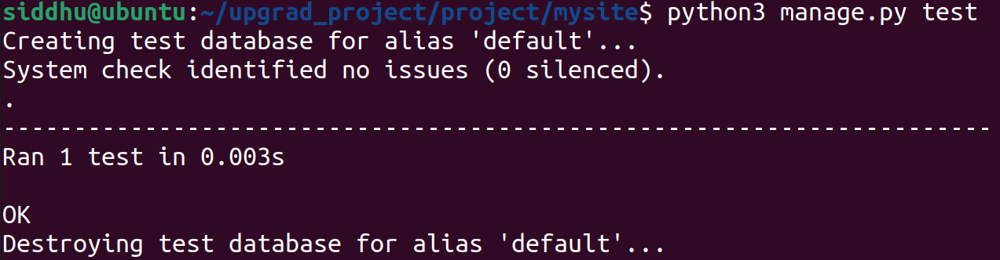 siddhu@ubuntu:~/upgrad_project/project/mysite$ python3 manage.py test
Creating test database for alias 'default'...
System check identified no issues (0 silenced).
.
----------------------------------------------------------------------
Ran 1 test in 0.003s

OK
Destroying test database for alias 'default'...